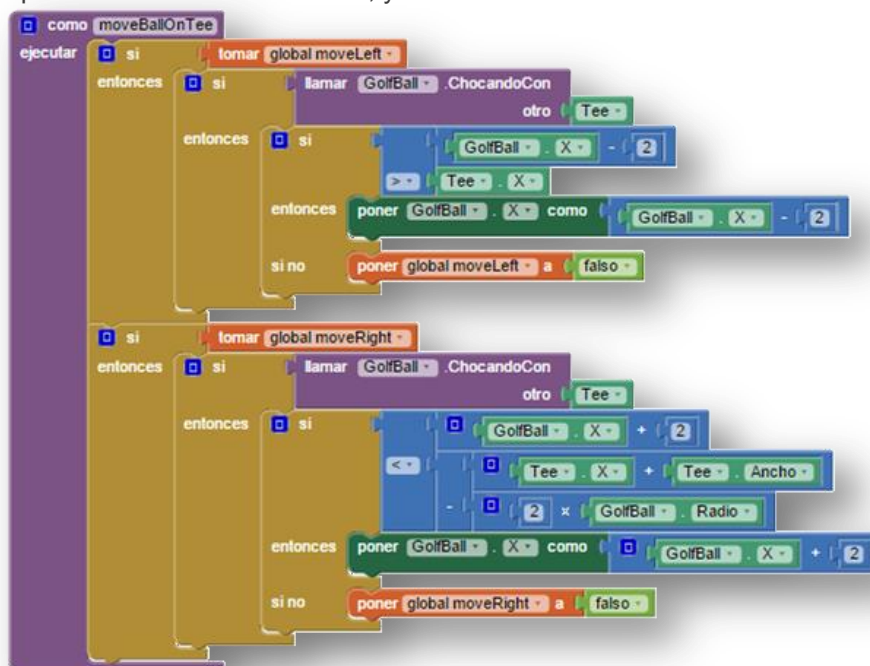 como moveBallOnTee
ejecutar si tomar global moveLeft
entonces si llamar GolfBall .ChocandoCon
otro Tee
entonces si GolfBall . X - 2
> Tee . X
entonces poner GolfBall . X como GolfBall . X - 2
si no poner global moveLeft a falso
si tomar global moveRight
entonces si llamar GolfBall .ChocandoCon
otro Tee
entonces si GolfBall . X + 2
< Tee . X + Tee . Ancho
- 2 × GolfBall . Radio
entonces poner GolfBall . X como GolfBall . X + 2
si no poner global moveRight a falso